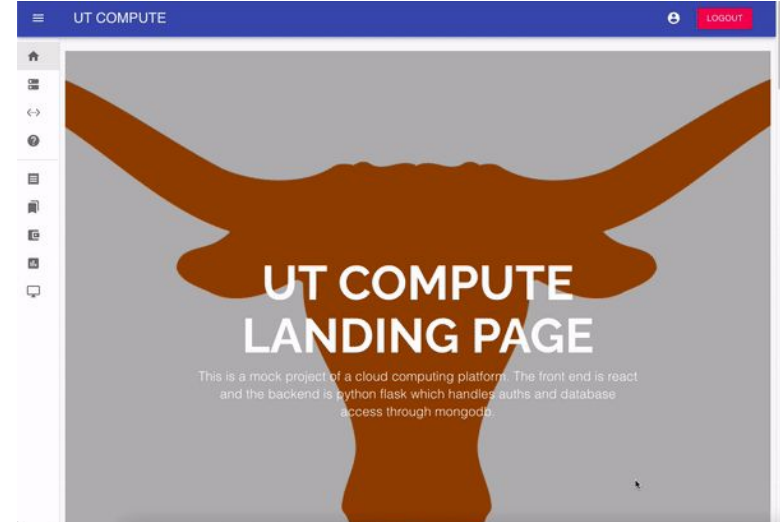 UT COMPUTE
LOGOUT
UT COMPUTE
LANDING PAGE
This is a mock project of a cloud computing platform. The front end is react
and the backend is python flask which handles auths and database
access through mongodb.